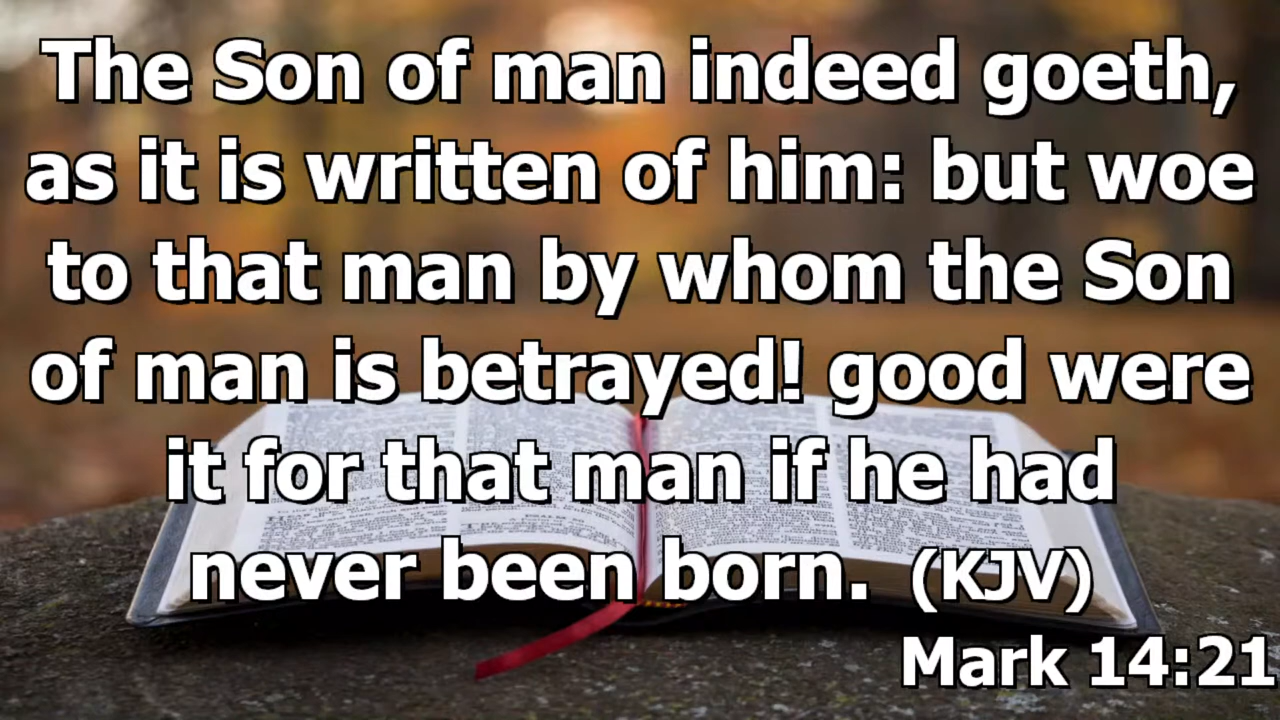 The Son of man indeed goeth,
as it is written of him: but woe
to that man by whom the Son
of man is betrayed! good were
it for that man if he had
never been born. (KJV)
Mark 14:21